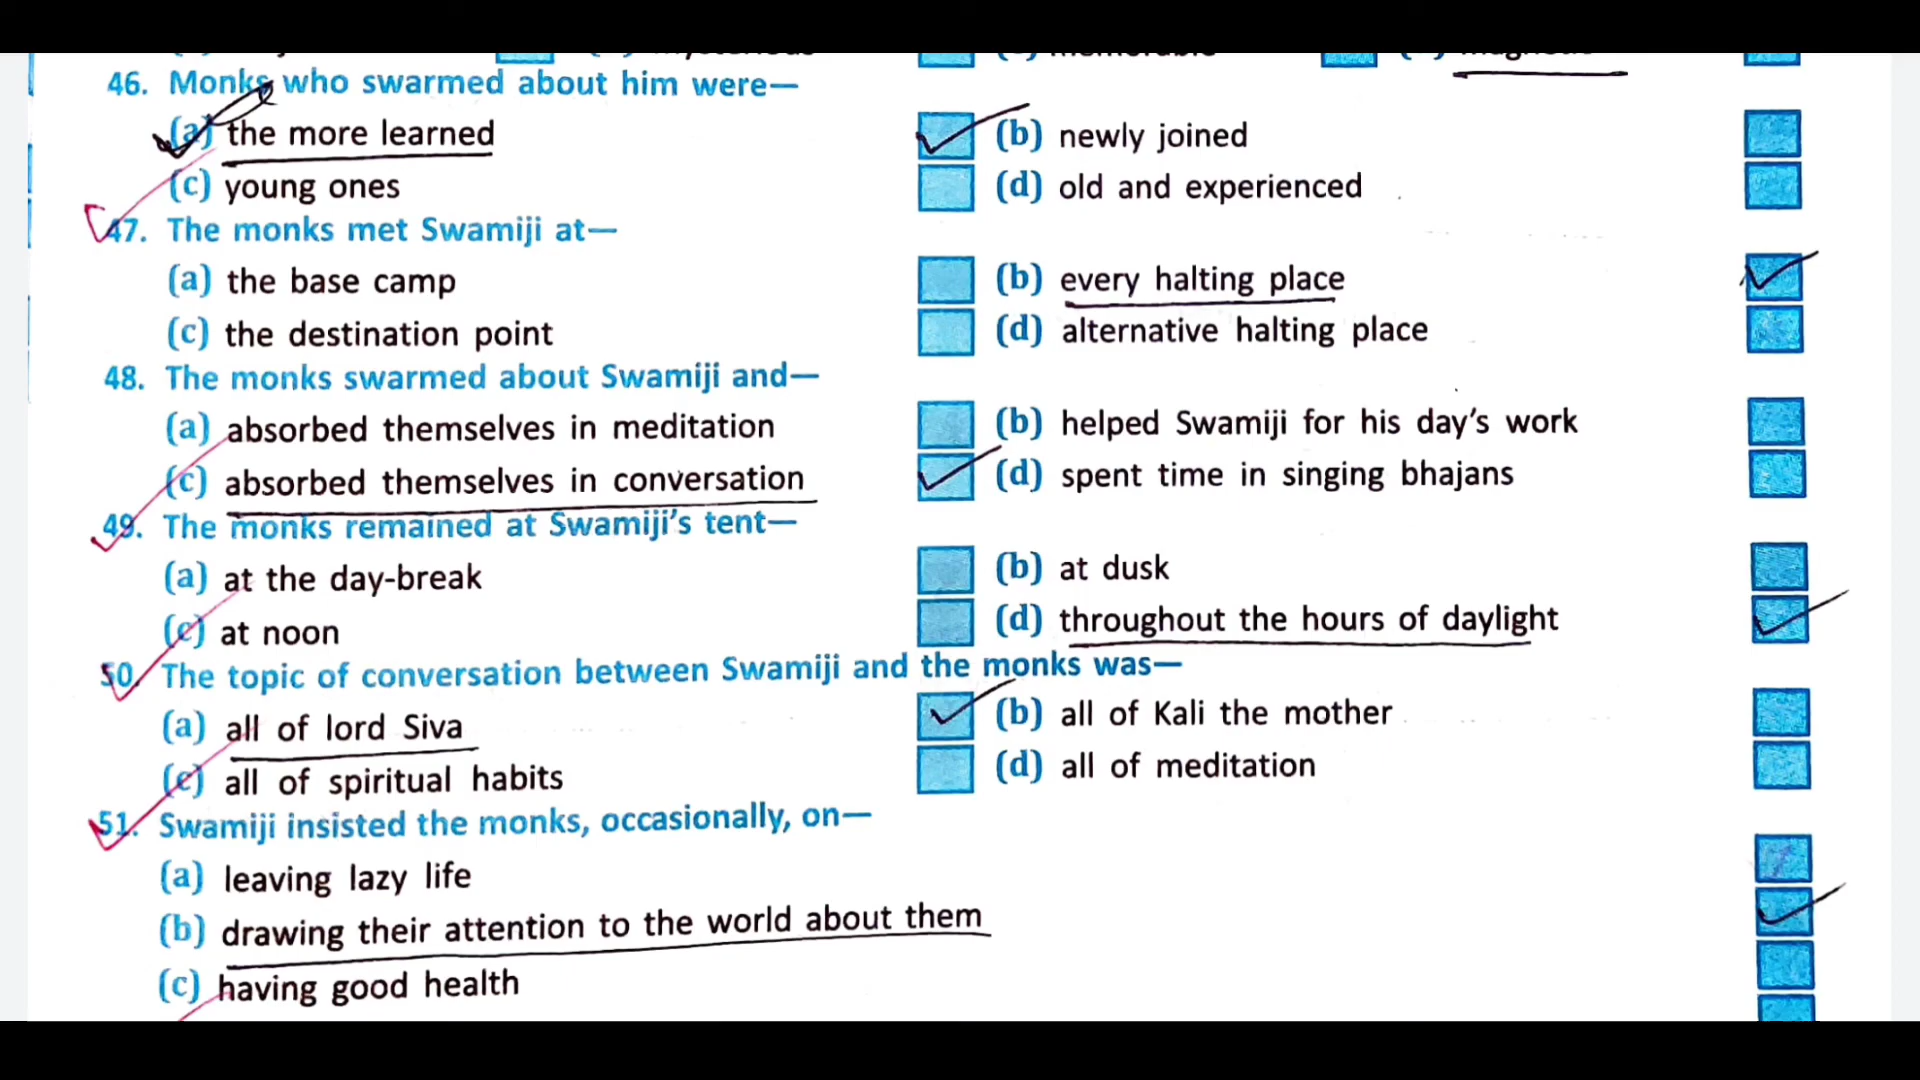 46. Monks who swarmed about him were—
(a) the more learned (b) newly joined
(c) young ones (d) old and experienced
47. The monks met Swamiji at—
(a) the base camp (b) every halting place
(c) the destination point (d) alternative halting place
48. The monks swarmed about Swamiji and—
(a) absorbed themselves in meditation (b) helped Swamiji for his day's work
(c) absorbed themselves in conversation (d) spent time in singing bhajans
49. The monks remained at Swamiji's tent—
(a) at the day-break (b) at dusk
(c) at noon (d) throughout the hours of daylight
50. The topic of conversation between Swamiji and the monks was—
(a) all of lord Siva (b) all of Kali the mother
(c) all of spiritual habits (d) all of meditation
51. Swamiji insisted the monks, occasionally, on—
(a) leaving lazy life
(b) drawing their attention to the world about them
(c) having good health